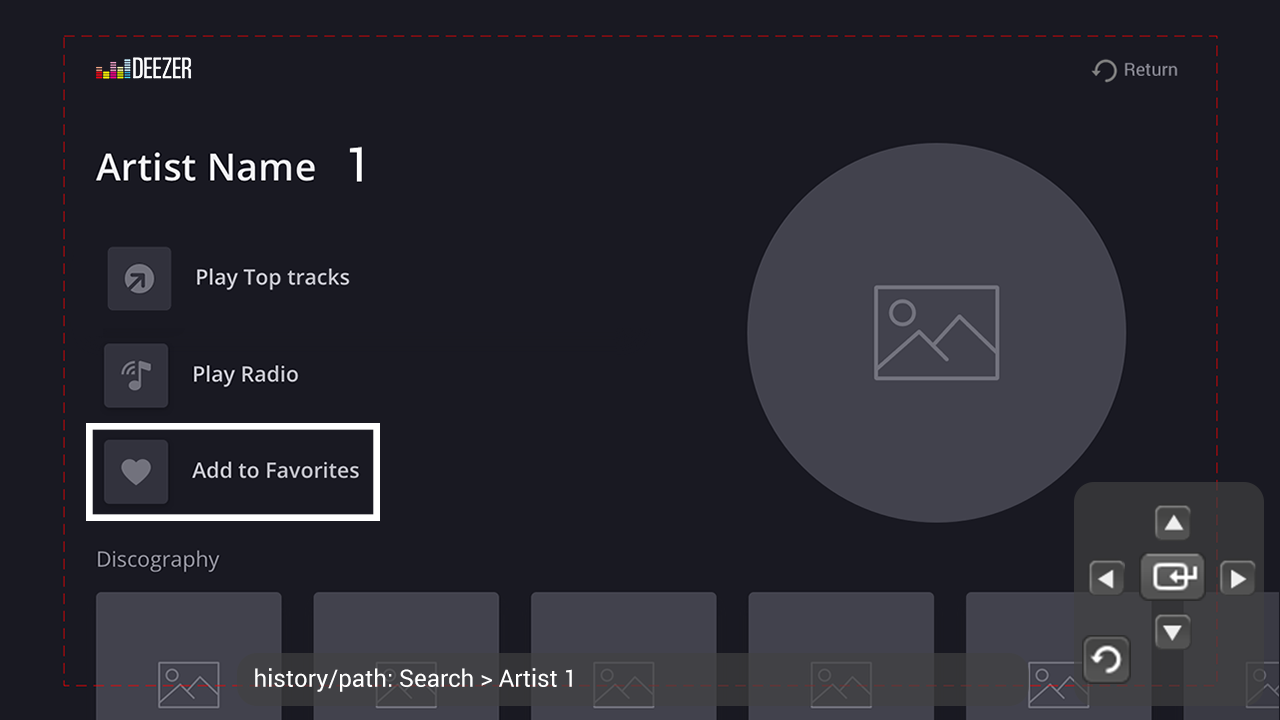 DEEZER
Return
Artist Name 1
Play Top tracks
Play Radio
Add to Favorites
Discography
history/path: Search > Artist 1